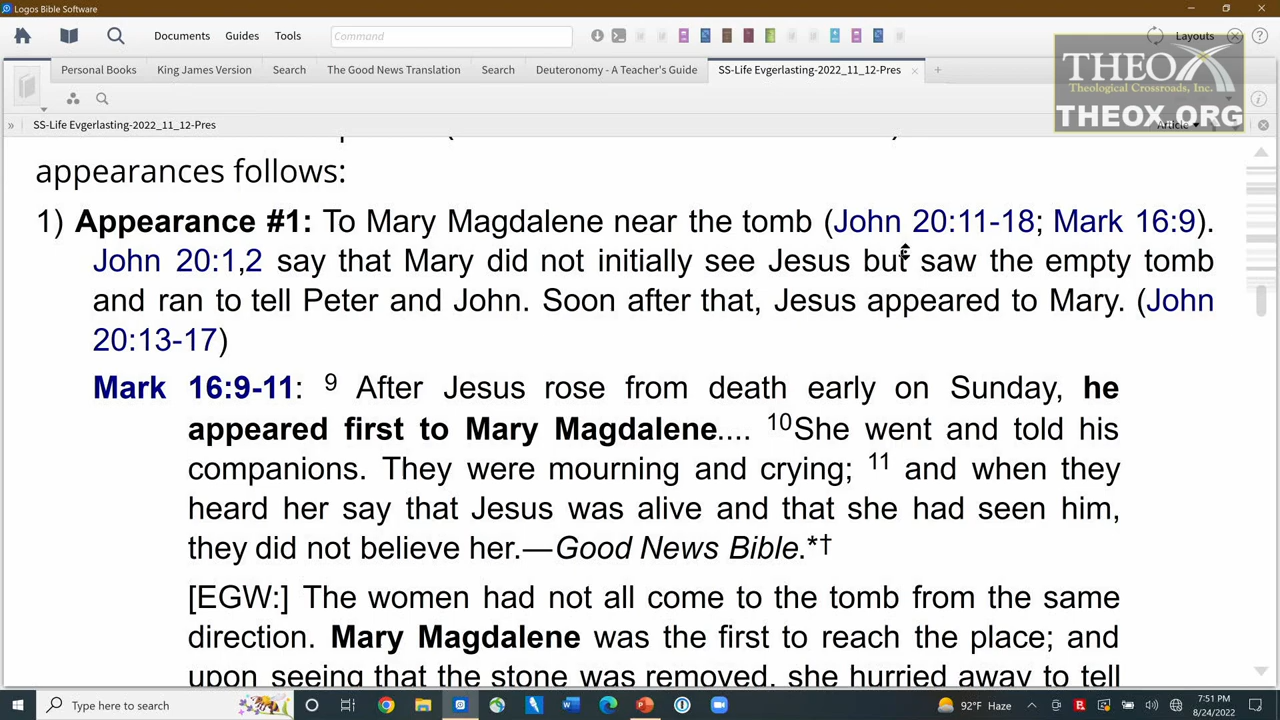 Logos Bible Software
Documents Guides Tools Command Layouts
Personal Books King James Version Search The Good News Translation Search Deuteronomy - A Teacher's Guide SS-Life Evgerlasting-2022_11_12-Pres
THEOX
Theological Crossroads, Inc.
THEOX.ORG
SS-Life Evgerlasting-2022_11_12-Pres Article
appearances follows:
1) Appearance #1: To Mary Magdalene near the tomb (John 20:11-18; Mark 16:9).
John 20:1,2 say that Mary did not initially see Jesus but saw the empty tomb
and ran to tell Peter and John. Soon after that, Jesus appeared to Mary. (John
20:13-17)
Mark 16:9-11: 9 After Jesus rose from death early on Sunday, he
appeared first to Mary Magdalene.... 10She went and told his
companions. They were mourning and crying; 11 and when they
heard her say that Jesus was alive and that she had seen him,
they did not believe her.—Good News Bible.*†
[EGW:] The women had not all come to the tomb from the same
direction. Mary Magdalene was the first to reach the place; and
upon seeing that the stone was removed, she hurried away to tell
Type here to search 92°F Haze 7:51 PM
8/24/2022